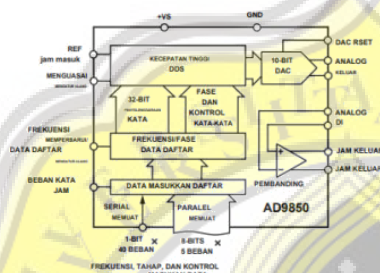 +VS
GND
REF
jam masuk
DAC RSET
KECEPATAN TINGGI
DDS
10-BIT
DAC
ANALOG
KELUAR
MENGUASAI
32-BIT
KATA
FASE
DAN
KONTROL
KATA-KATA
ANALOG
DI
FREKUENSI
MEMPERBARUI/
DATA DAFTAR
FREKUENSI/FASE
DATA DAFTAR
JAM KELUAR
JAM KELUAR
BEBAN KATA
JAM
DATA MASUKKAN DAFTAR
PEMBANDING
SERIAL
MEMUAT
PARALEL
MEMUAT
AD9850
1-BIT
40 BEBAN
8-BITS
5 BEBAN
FREKUENSI, TAHAP, DAN KONTROL